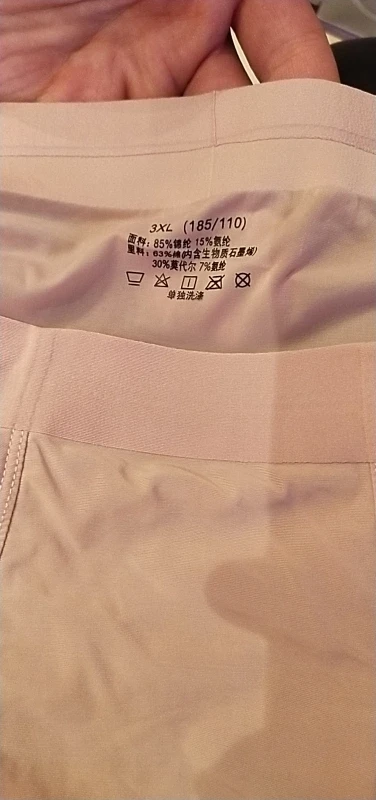 3XL (185/110)
面料: 85%锦纶 15%氨纶
里料: 63%棉(内含生物质石墨烯)
30%莫代尔 7%氨纶
单独洗涤